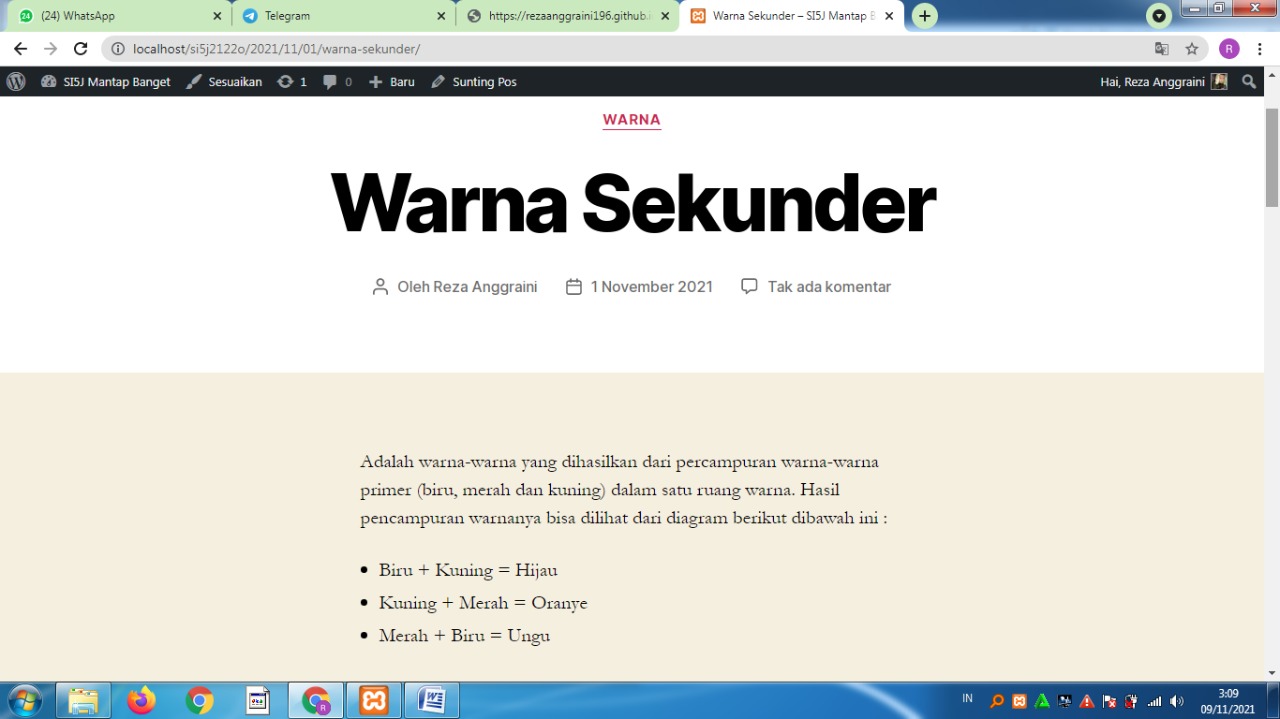 (24) WhatsApp
Telegram
https://rezaanggraini196.github.i
Warna Sekunder – SI5J Mantap B
localhost/si5j2122o/2021/11/01/warna-sekunder/
R
SI5J Mantap Banget
Sesuaikan
1
0
Baru
Sunting Pos
Hai, Reza Anggraini
WARNA
Warna Sekunder
Oleh Reza Anggraini
1 November 2021
Tak ada komentar
Adalah warna-warna yang dihasilkan dari percampuran warna-warna
primer (biru, merah dan kuning) dalam satu ruang warna. Hasil
pencampuran warnanya bisa dilihat dari diagram berikut dibawah ini :
• Biru + Kuning = Hijau
• Kuning + Merah = Oranye
• Merah + Biru = Ungu
IN
3:09
09/11/2021